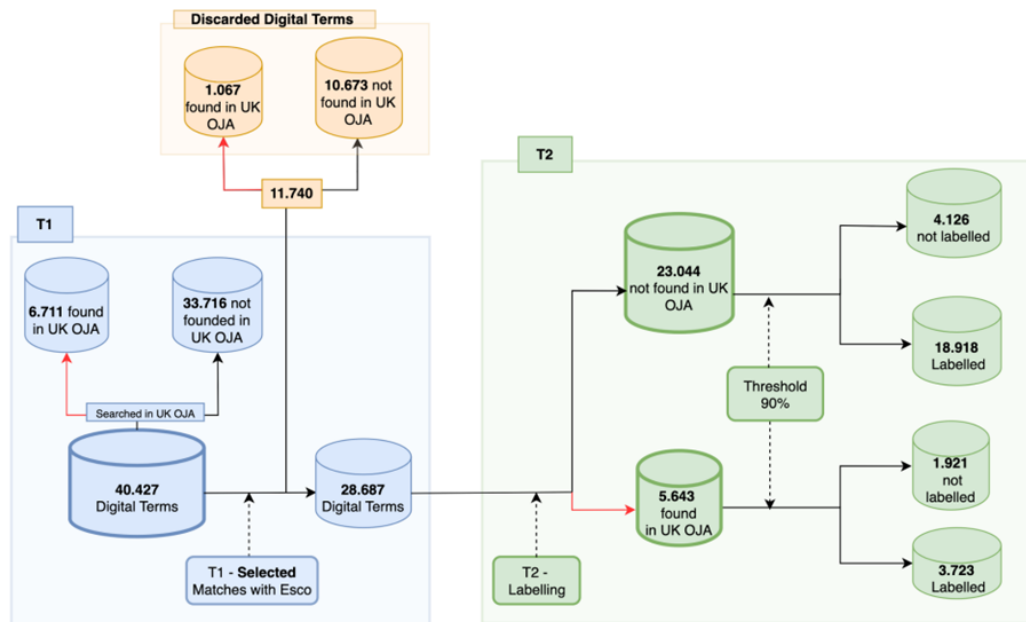 Discarded Digital Terms
1.067
found in UK
OJA
10.673 not
found in UK
OJA
11.740
T1
6.711 found
in UK OJA
33.716 not
founded in
UK OJA
Searched in UK OJA
40.427
Digital Terms
28.687
Digital Terms
T1 - Selected
Matches with Esco
T2
23.044
not found in UK
OJA
4.126
not labelled
18.918
Labelled
Threshold
90%
5.643
found
in UK OJA
1.921
not
labelled
3.723
Labelled
T2 -
Labelling